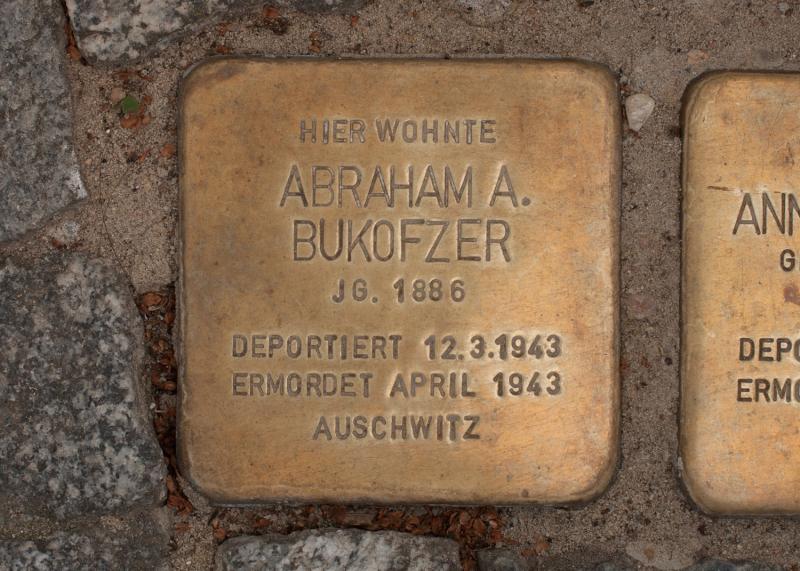 HIER WOHNTE
ABRAHAM A.
BUKOFZER
JG. 1886
DEPORTIERT 12.3.1943
ERMORDET APRIL 1943
AUSCHWITZ